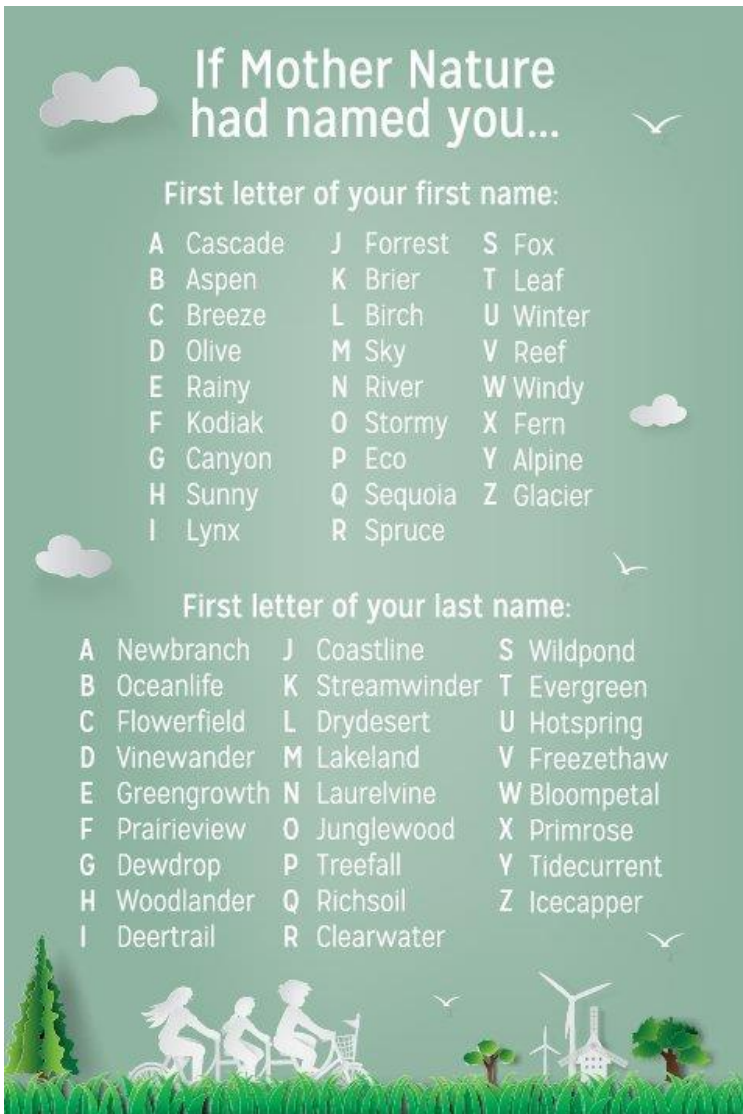 If Mother Nature
had named you...
First letter of your first name:
A Cascade J Forrest S Fox
B Aspen K Brier T Leaf
C Breeze L Birch U Winter
D Olive M Sky V Reef
E Rainy N River W Windy
F Kodiak O Stormy X Fern
G Canyon P Eco Y Alpine
H Sunny Q Sequoia Z Glacier
I Lynx R Spruce
First letter of your last name:
A Newbranch J Coastline S Wildpond
B Oceanlife K Streamwinder T Evergreen
C Flowerfield L Drydesert U Hotspring
D Vinewander M Lakeland V Freezethaw
E Greengrowth N Laurelvine W Bloompetal
F Prairieview O Junglewood X Primrose
G Dewdrop P Treefall Y Tidecurrent
H Woodlander Q Richsoil Z Icecapper
I Deertrail R Clearwater